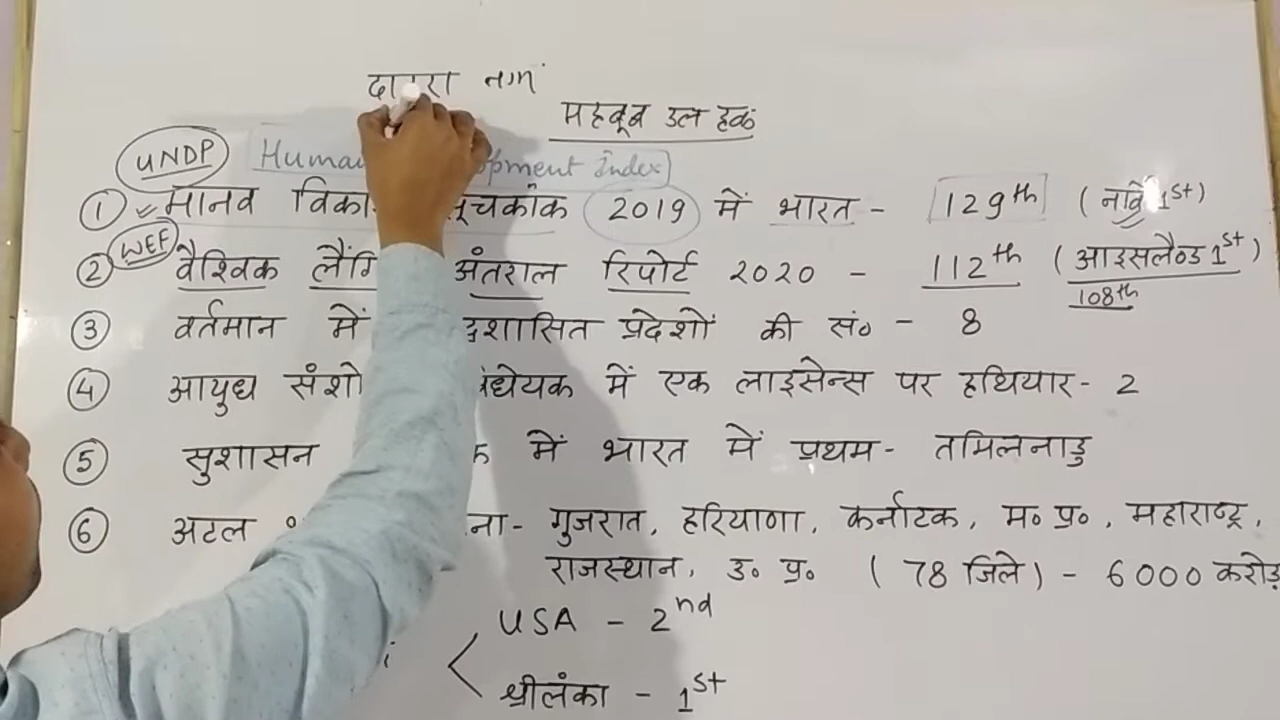 महबूब उल हक
UNDP Human Development Index
① मानव विकास सूचकांक 2019 में भारत - 129th (नार्वे 1st)
WEF
② वैश्विक लैंगि अंतराल रिपोर्ट 2020 - 112th (आइसलैण्ड 1st)
108th
③ वर्तमान में शासित प्रदेशों की सं० - 8
④ आयुध संशो धेयक में एक लाइसेन्स पर हथियार - 2
⑤ सुशासन में भारत में प्रथम - तमिलनाडु
⑥ अटल ना - गुजरात, हरियाणा, कर्नाटक, म० प्र०, महाराष्ट्र,
राजस्थान, उ० प्र० (78 जिले) - 6000 करोड़
USA - 2nd
श्रीलंका - 1st